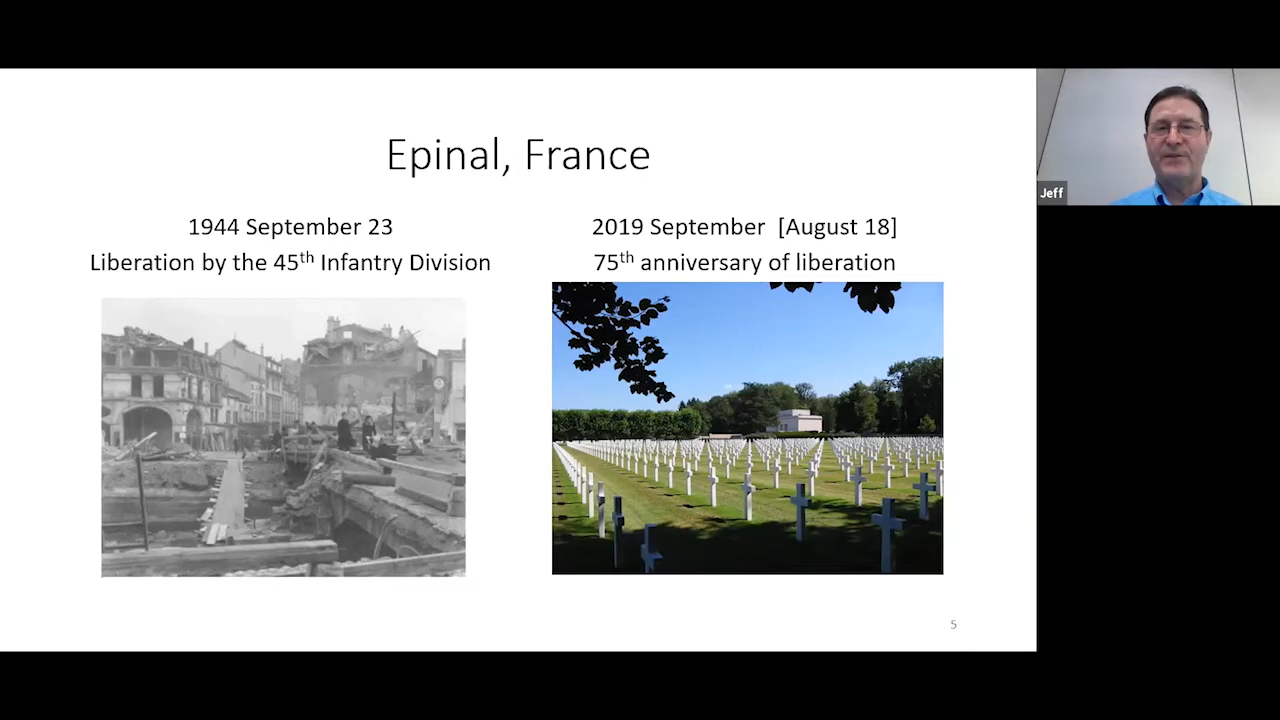 Epinal, France
1944 September 23
Liberation by the 45th Infantry Division
2019 September [August 18]
75th anniversary of liberation
Jeff
5